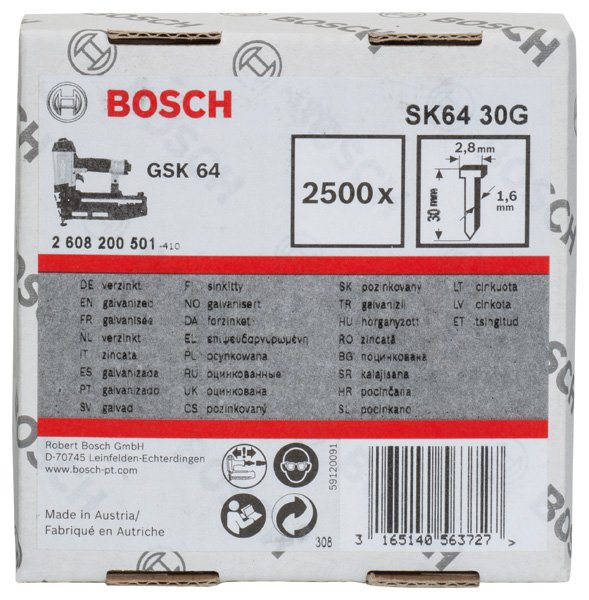 BOSCH
BOSCH
SK64 30G
GSK 64
2500 x
2,8mm
30 mm
1,6 mm
2 608 200 501 -410
DE verzinkt
EN galvanized
FR galvanisée
NL verzinkt
IT zincata
ES galvanizada
PT galvanizado
SV galvad
FI sinkitty
NO galvanisert
DA forzinket
EL επιψευδαργυρωμένη
PL ocynkowana
RU оцинкованные
UK оцинкована
CS pozinkovaný
SK pozinkovaný
TR galvanizli
HU horganyzott
RO zincată
BG поцинкована
SR kalajisana
HR pocinčana
SL pocinkano
LT cinkuota
LV cinkota
ET tsingitud
Robert Bosch GmbH
D-70745 Leinfelden-Echterdingen
www.bosch-pt.com
Made in Austria/
Fabriqué en Autriche
59120091
308
3 165140 563727 >